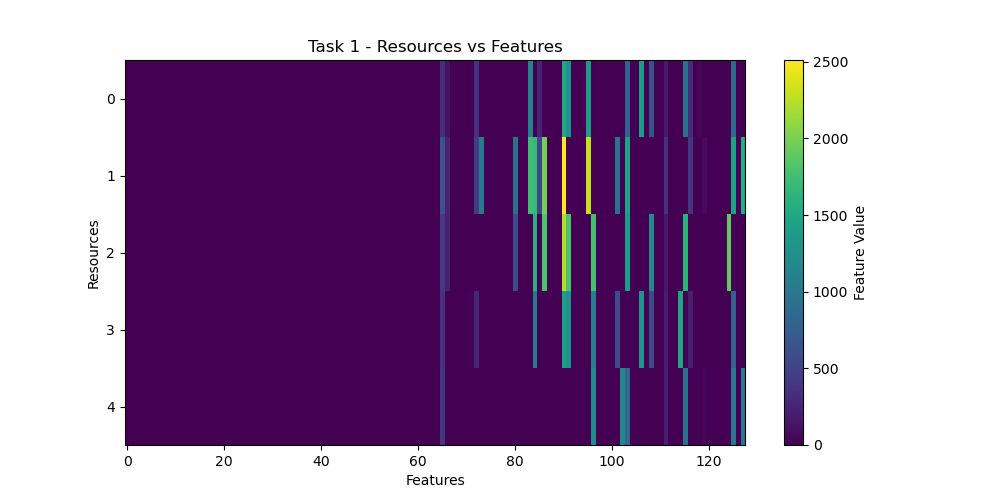 Task 1 - Resources vs Features
Resources
0
1
2
3
4
0 20 40 60 80 100 120
Features
2500
2000
1500
1000
500
0
Feature Value